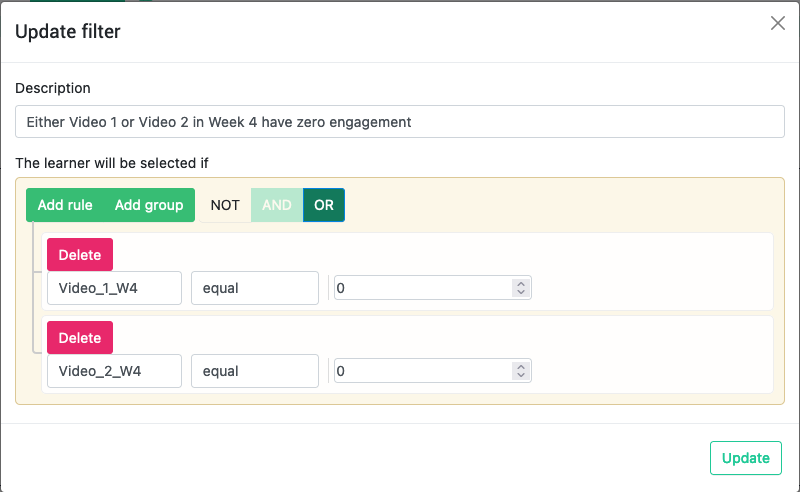 Update filter
Description
Either Video 1 or Video 2 in Week 4 have zero engagement
The learner will be selected if
Add rule Add group NOT AND OR
Delete
Video_1_W4 equal 0
Delete
Video_2_W4 equal 0
Update